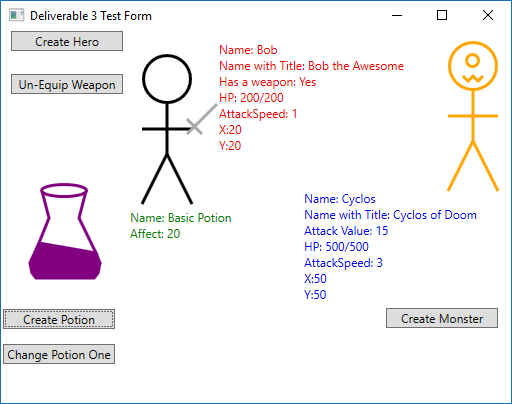 Deliverable 3 Test Form
Create Hero
Un-Equip Weapon
Name: Bob
Name with Title: Bob the Awesome
Has a weapon: Yes
HP: 200/200
AttackSpeed: 1
X:20
Y:20
Name: Basic Potion
Affect: 20
Name: Cyclos
Name with Title: Cyclos of Doom
Attack Value: 15
HP: 500/500
AttackSpeed: 3
X:50
Y:50
Create Potion
Create Monster
Change Potion One